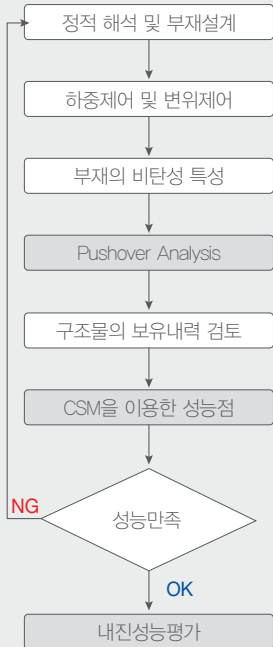 정적 해석 및 부재설계
하중제어 및 변위제어
부재의 비탄성 특성
Pushover Analysis
구조물의 보유내력 검토
CSM을 이용한 성능점
성능만족
NG
OK
내진성능평가